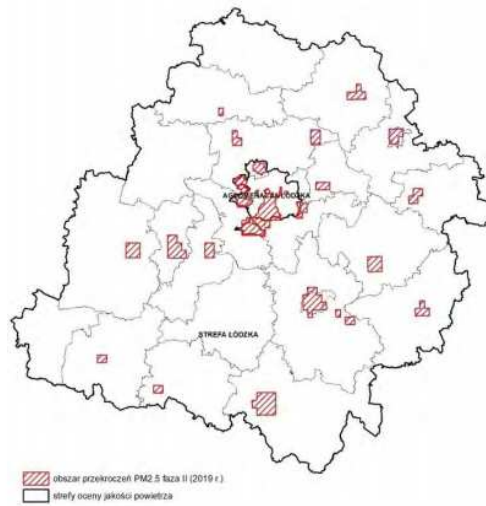 AGLOMERACJA ŁÓDZKA
STREFA ŁÓDZKA
obszar przekroczeń PM2,5 faza II (2019 r.)
strefy oceny jakości powietrza